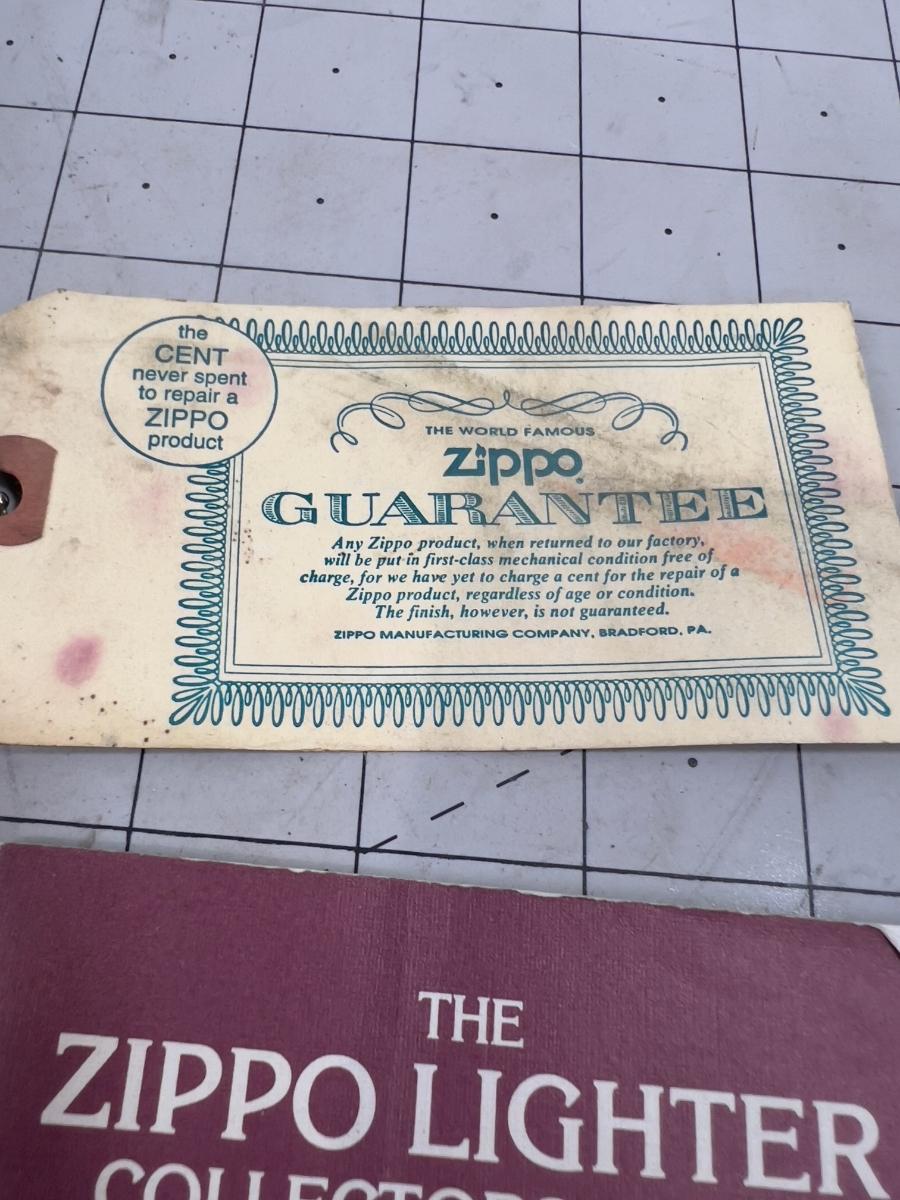 the
CENT
never spent
to repair a
ZIPPO
product
THE WORLD FAMOUS
Zippo
GUARANTEE
Any Zippo product, when returned to our factory,
will be put in first-class mechanical condition free of
charge, for we have yet to charge a cent for the repair of a
Zippo product, regardless of age or condition.
The finish, however, is not guaranteed.
ZIPPO MANUFACTURING COMPANY, BRADFORD, PA.
THE
ZIPPO LIGHTER